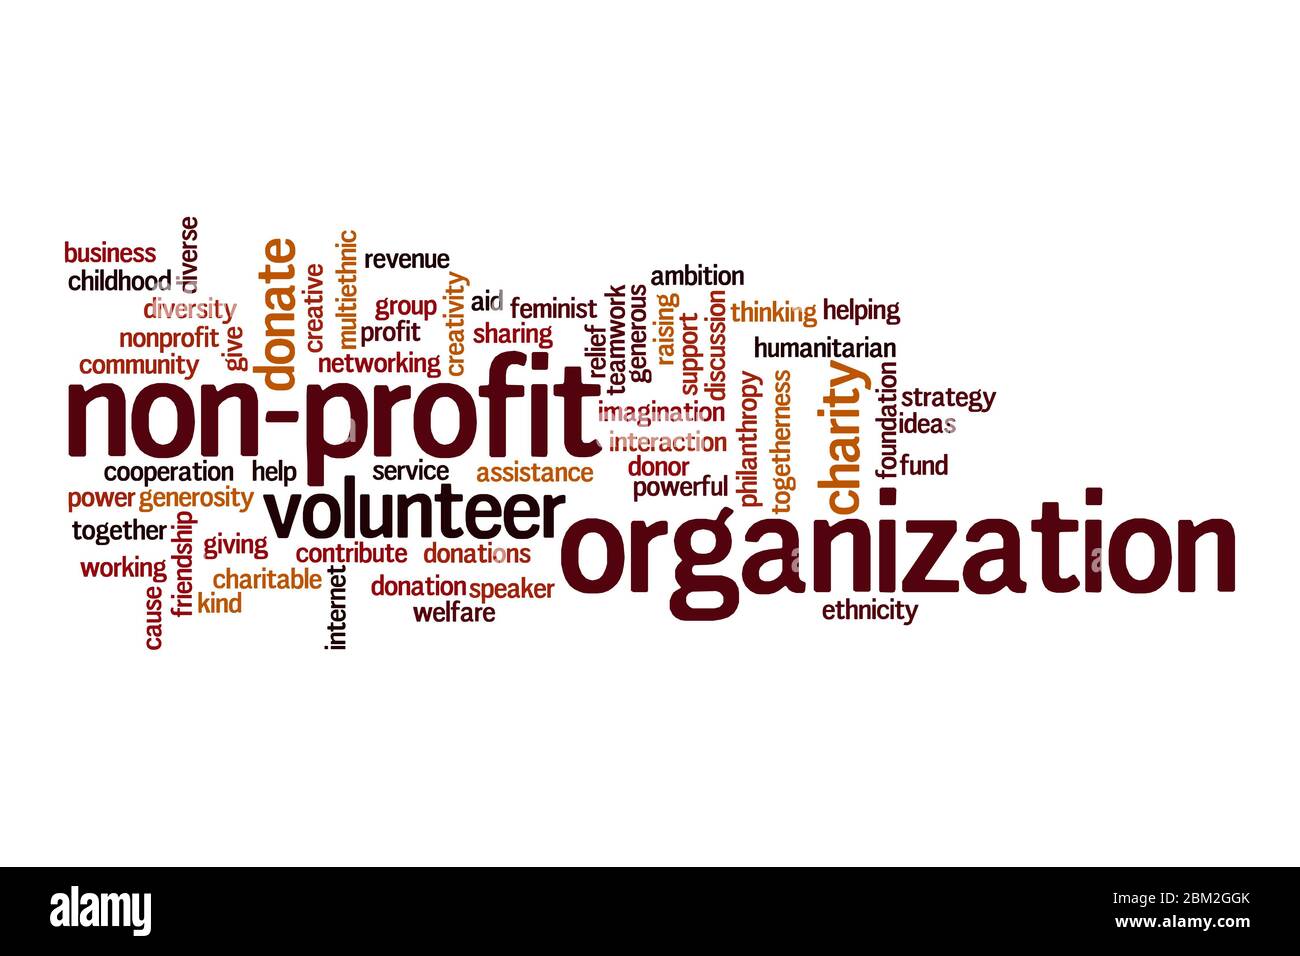 business
diverse
childhood
diversity
nonprofit
give
community
donate
creative
multiethnic
revenue
group
profit
networking
creativity
aid
feminist
sharing
relief
teamwork
generous
ambition
raising
support
discussion
thinking
helping
humanitarian
non-profit
imagination
interaction
donor
powerful
philanthropy
togetherness
charity
foundation
strategy
ideas
fund
cooperation
help
service
assistance
power
generosity
volunteer
organization
together
friendship
giving
contribute
donations
working
cause
charitable
kind
internet
donation
speaker
welfare
ethnicity
alamy
Image ID: 2BM2GGK
www.alamy.com